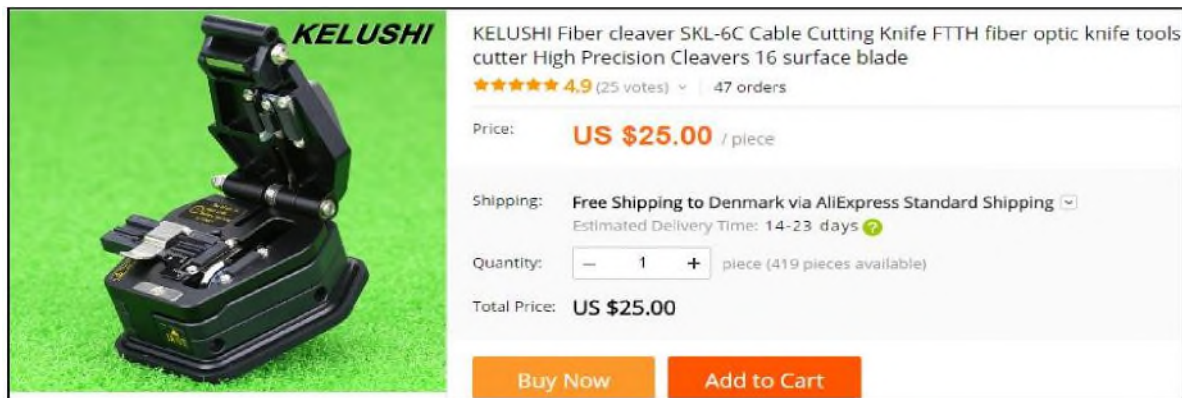 KELUSHI
KELUSHI Fiber cleaver SKL-6C Cable Cutting Knife FTTH fiber optic knife tools
cutter High Precision Cleavers 16 surface blade
4.9 (25 votes) 47 orders
Price: US $25.00 / piece
Shipping: Free Shipping to Denmark via AliExpress Standard Shipping
Estimated Delivery Time: 14-23 days ?
Quantity: – 1 + piece (419 pieces available)
Total Price: US $25.00
Buy Now Add to Cart